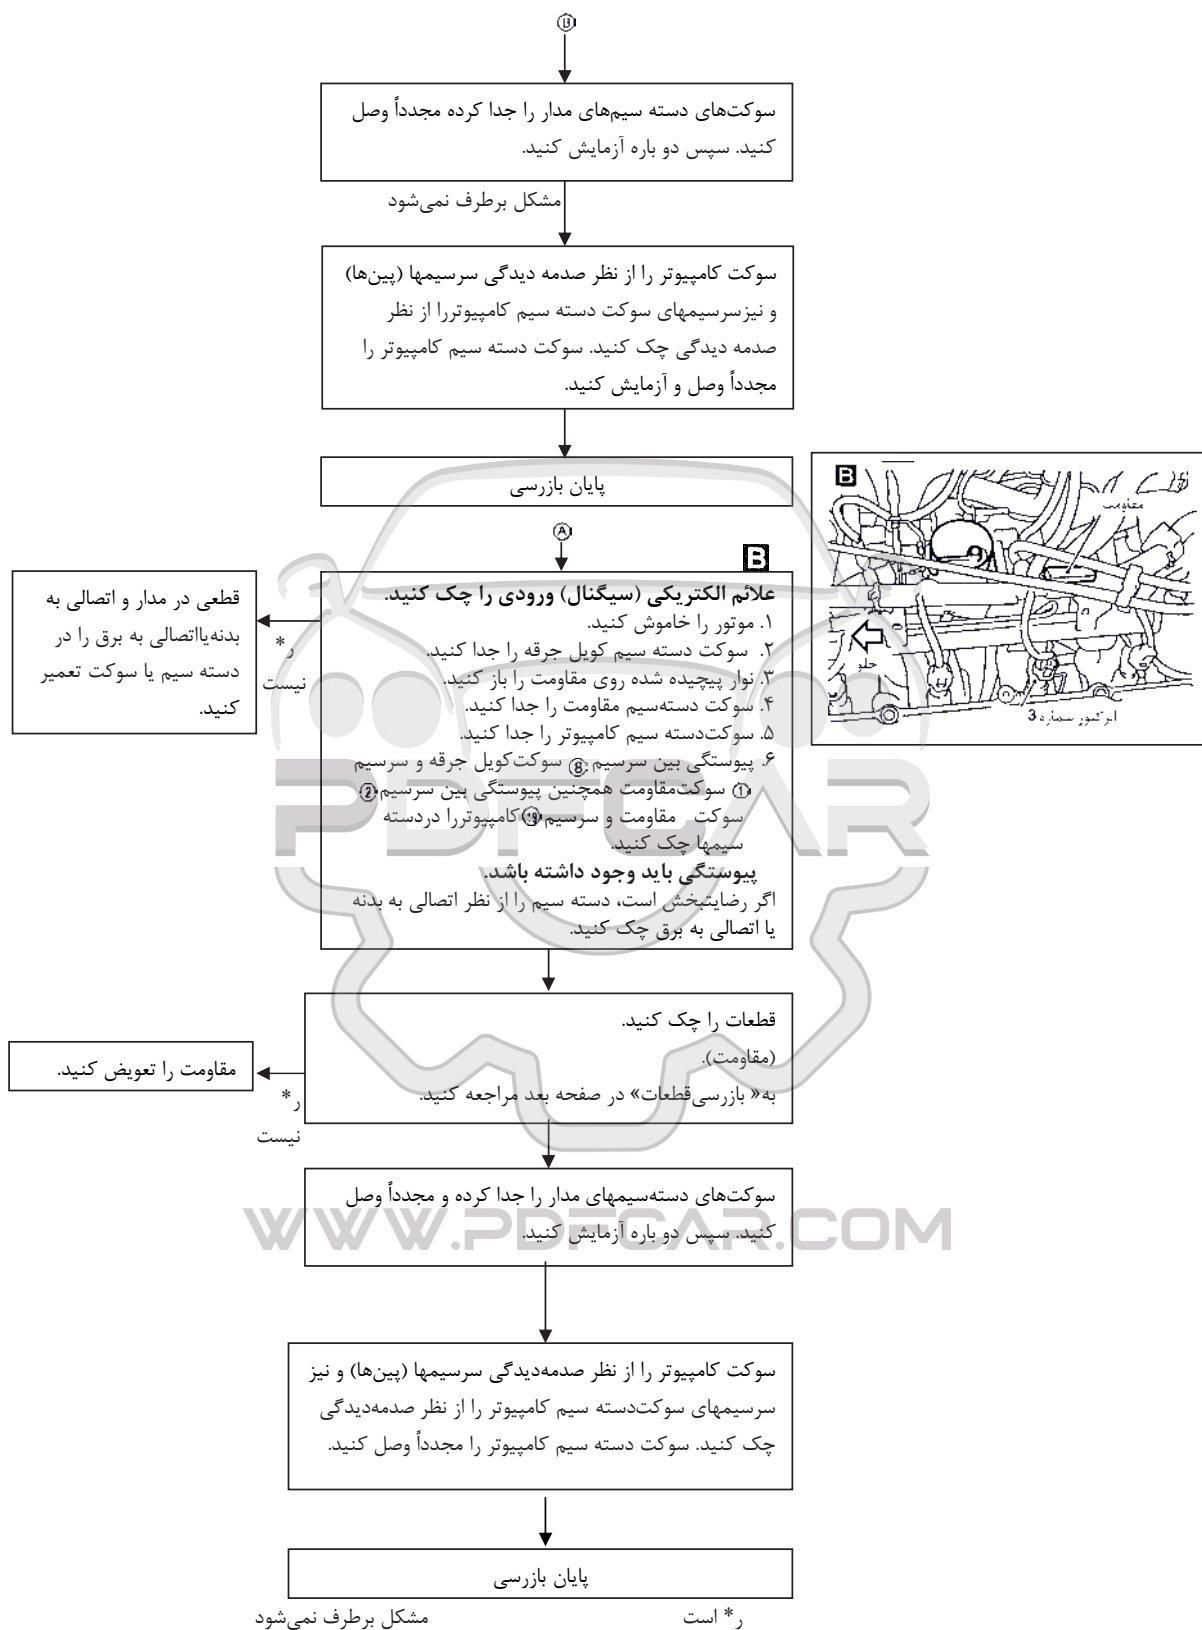 B
سوکت‌های دسته سیم‌های مدار را جدا کرده مجدداً وصل
کنید. سپس دو باره آزمایش کنید.
مشکل برطرف نمی‌شود
سوکت کامپیوتر را از نظر صدمه دیدگی سرسیمها (پین‌ها)
و نیزسرسیمهای سوکت دسته سیم کامپیوتررا از نظر
صدمه دیدگی چک کنید. سوکت دسته سیم کامپیوتر را
مجدداً وصل و آزمایش کنید.
پایان بازرسی
B
مقاومت
جلو
انژکتور شماره 3
A
B
علائم الکتریکی (سیگنال) ورودی را چک کنید.
۱. موتور را خاموش کنید.
۲. سوکت دسته سیم کویل جرقه را جدا کنید.
۳. نوار پیچیده شده روی مقاومت را باز کنید.
۴. سوکت دسته‌سیم مقاومت را جدا کنید.
۵. سوکت‌دسته سیم کامپیوتر را جدا کنید.
۶. پیوستگی بین سرسیم ⑧ سوکت‌کویل جرقه و سرسیم
① سوکت‌مقاومت همچنین پیوستگی بین سرسیم ②
سوکت مقاومت و سرسیم ⑲ کامپیوتررا دردسته
سیمها چک کنید.
پیوستگی باید وجود داشته باشد.
اگر رضایتبخش است، دسته سیم را از نظر اتصالی به بدنه
یا اتصالی به برق چک کنید.
ر*
نیست
قطعی در مدار و اتصالی به
بدنه‌یااتصالی به برق را در
دسته سیم یا سوکت تعمیر
کنید.
قطعات را چک کنید.
(مقاومت).
به« بازرسی‌قطعات» در صفحه بعد مراجعه کنید.
ر*
نیست
مقاومت را تعویض کنید.
سوکت‌های دسته‌سیمهای مدار را جدا کرده و مجدداً وصل
کنید. سپس دو باره آزمایش کنید.
سوکت کامپیوتر را از نظر صدمه‌دیدگی سرسیمها (پین‌ها) و نیز
سرسیمهای سوکت‌دسته سیم کامپیوتر را از نظر صدمه‌دیدگی
چک کنید. سوکت دسته سیم کامپیوتر را مجدداً وصل کنید.
پایان بازرسی
ر* است
مشکل برطرف نمی‌شود
PDFCAR
WWW.PDFCAR.COM